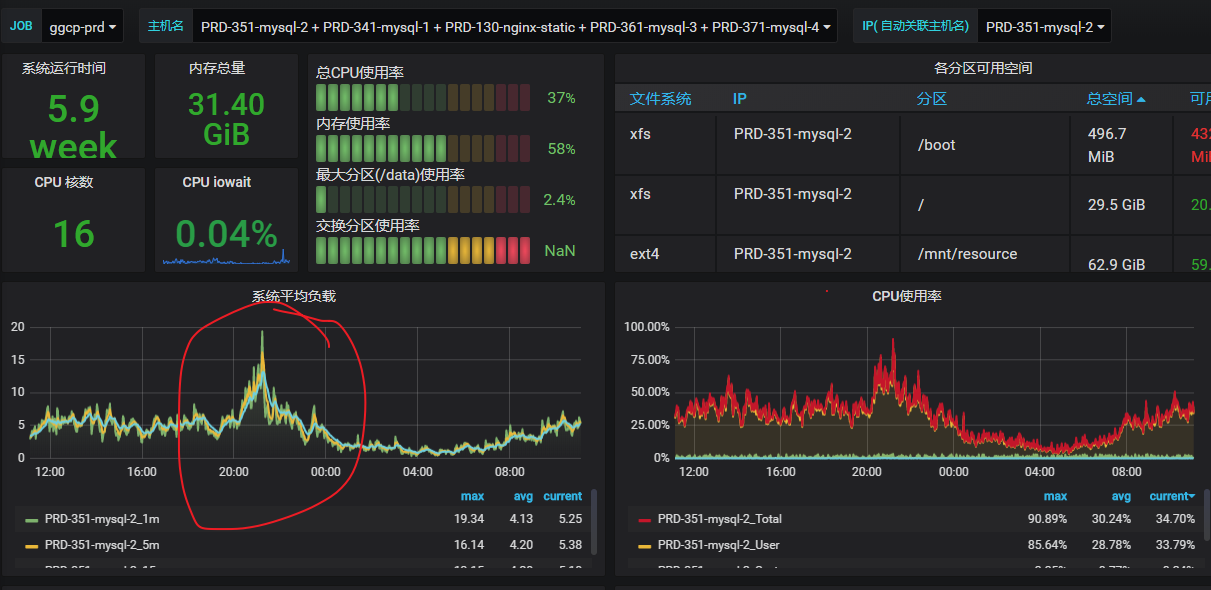 JOB ggcp-prd 主机名 PRD-351-mysql-2 + PRD-341-mysql-1 + PRD-130-nginx-static + PRD-361-mysql-3 + PRD-371-mysql-4 IP( 自动关联主机名) PRD-351-mysql-2
系统运行时间
5.9
week
内存总量
31.40
GiB
CPU 核数
16
CPU iowait
0.04%
总CPU使用率
37%
内存使用率
58%
最大分区(/data)使用率
2.4%
交换分区使用率
NaN
各分区可用空间
文件系统 IP 分区 总空间
xfs PRD-351-mysql-2 /boot 496.7 MiB
xfs PRD-351-mysql-2 / 29.5 GiB 20.
ext4 PRD-351-mysql-2 /mnt/resource 62.9 GiB 59.
系统平均负载
20
15
10
5
0
12:00 16:00 20:00 00:00 04:00 08:00
max avg current
PRD-351-mysql-2_1m 19.34 4.13 5.25
PRD-351-mysql-2_5m 16.14 4.20 5.38
CPU使用率
100.00%
75.00%
50.00%
25.00%
0%
12:00 16:00 20:00 00:00 04:00 08:00
max avg current
PRD-351-mysql-2_Total 90.89% 30.24% 34.70%
PRD-351-mysql-2_User 85.64% 28.78% 33.79%